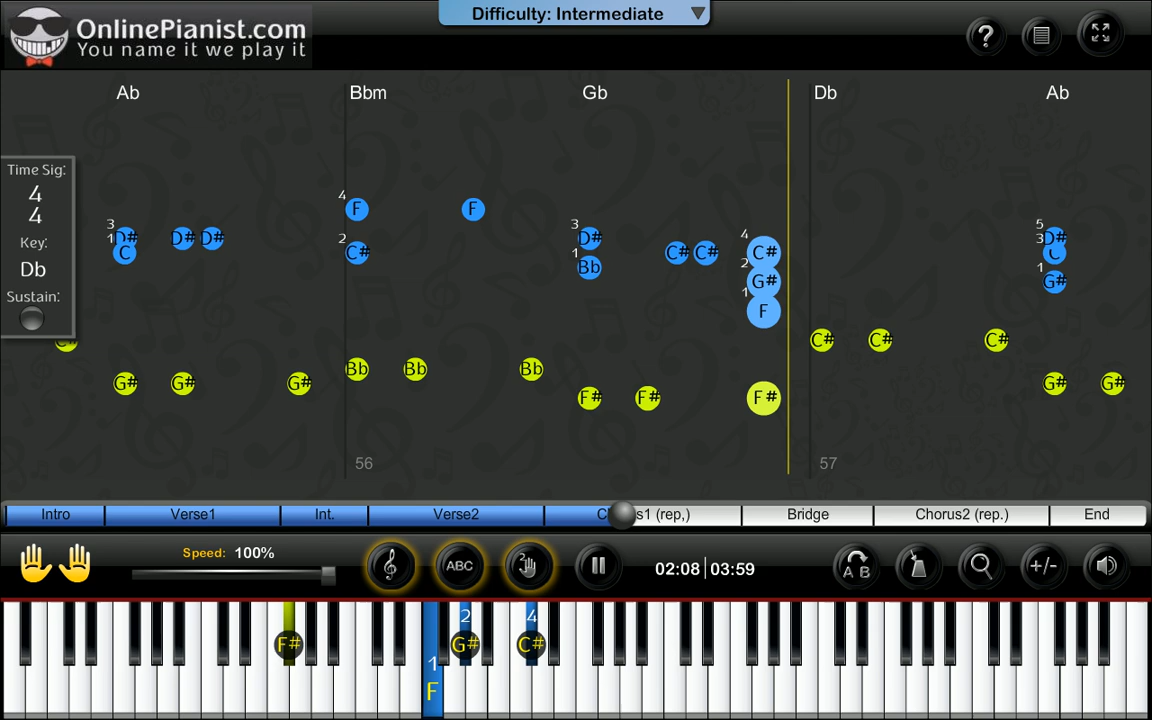 OnlinePianist.com
You name it we play it
Difficulty: Intermediate
?
Ab Bbm Gb Db Ab
Time Sig:
4
4
Key:
Db
Sustain:
4 F F
3 D# D# D# 3 D# 5 D#
1 C 2 C# C# C# 4 C# 3 C
1 Bb 2 G# 1 G#
1 F
C# C# C# C#
Bb Bb Bb
G# G# G# G# G#
F# F# F#
56 57
Intro Verse1 Int. Verse2 C s1 (rep,) Bridge Chorus2 (rep.) End
Speed: 100%
ABC 2 02:08 | 03:59 A B +/-
2 4
F# G# C#
1
F